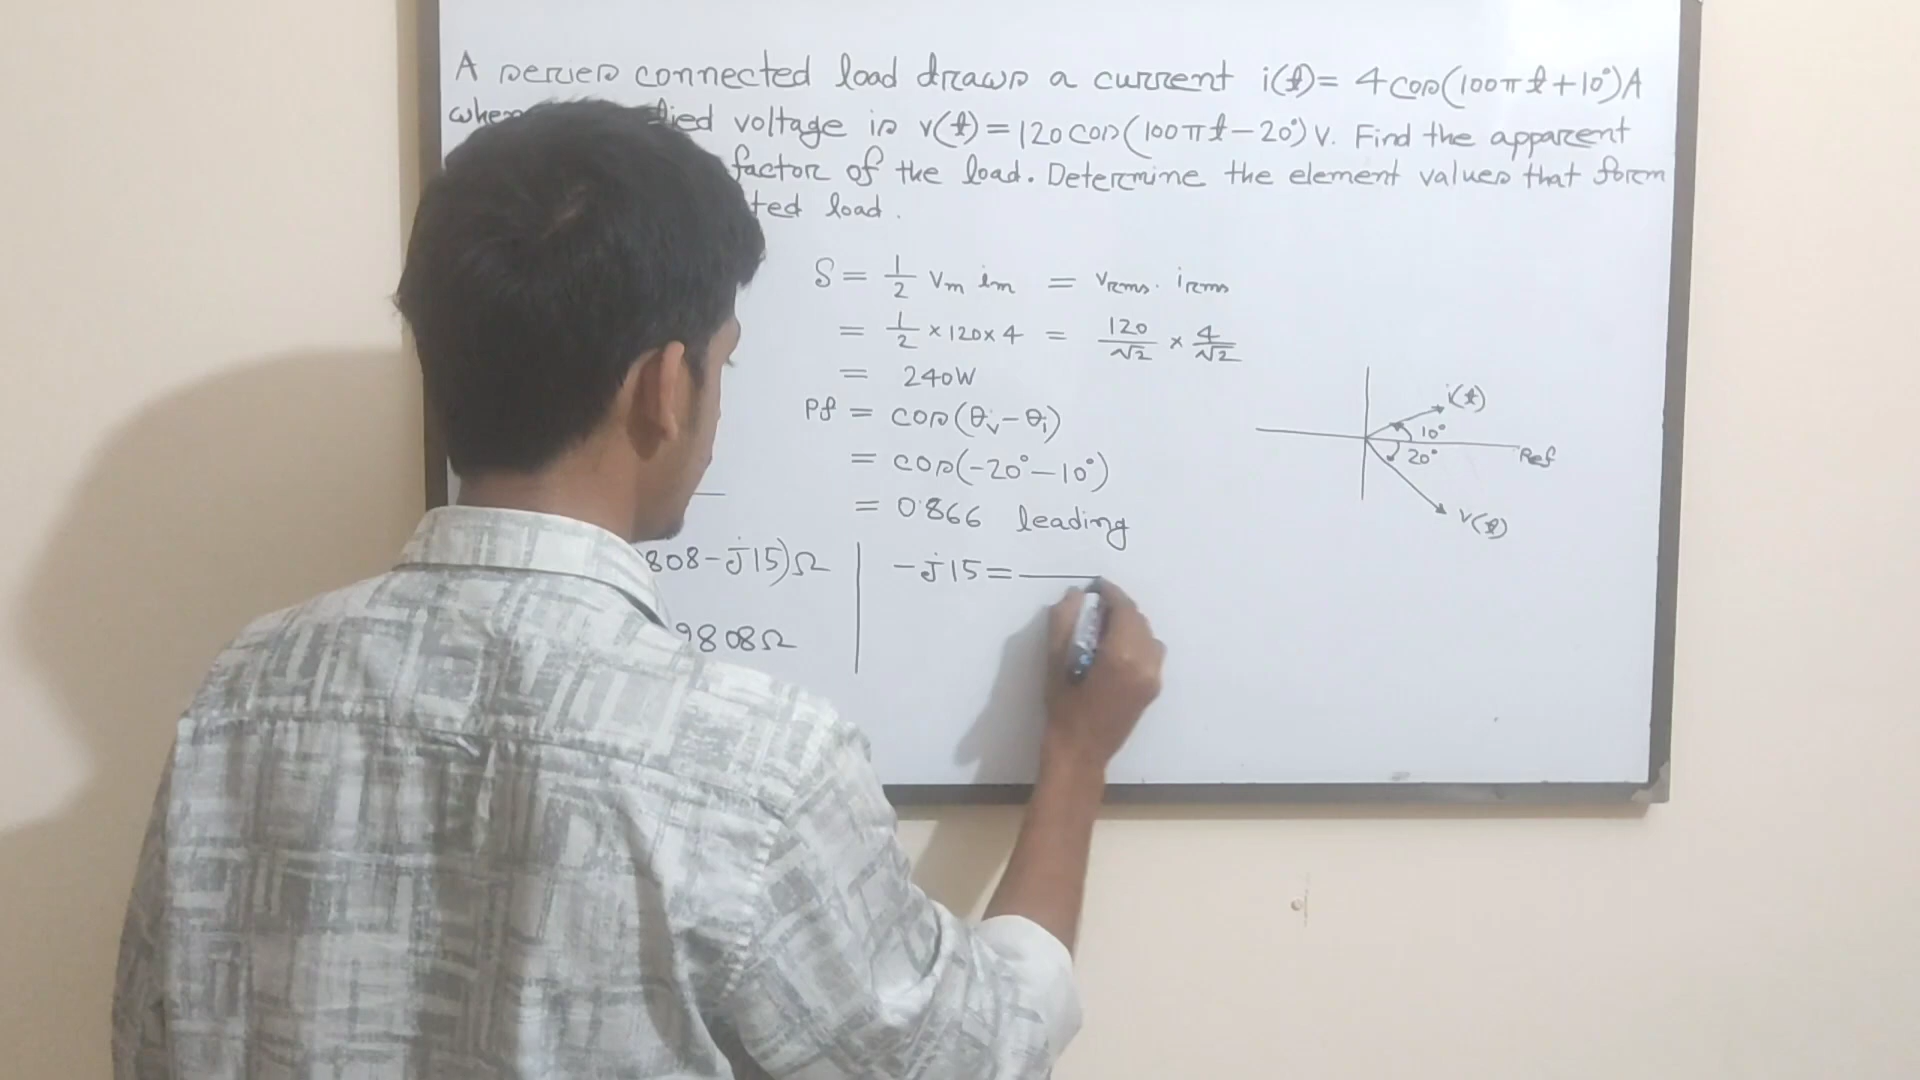 A series connected load draws a current i(t)= 4cos(100πt+10°)A
voltage is v(t)=120cos(100πt-20°)V. Find the apparent
factor of the load. Determine the element values that form
load.
S = 1/2 Vm im = vrms. irms
= 1/2 ×120×4 = 120/√2 × 4/√2
= 240W
Pf = cos(θv-θi)
= cos(-20°-10°)
= 0.866 leading
i(t)
10°
20°
Ref
v(t)
808-j15)Ω
-j15=
9808Ω